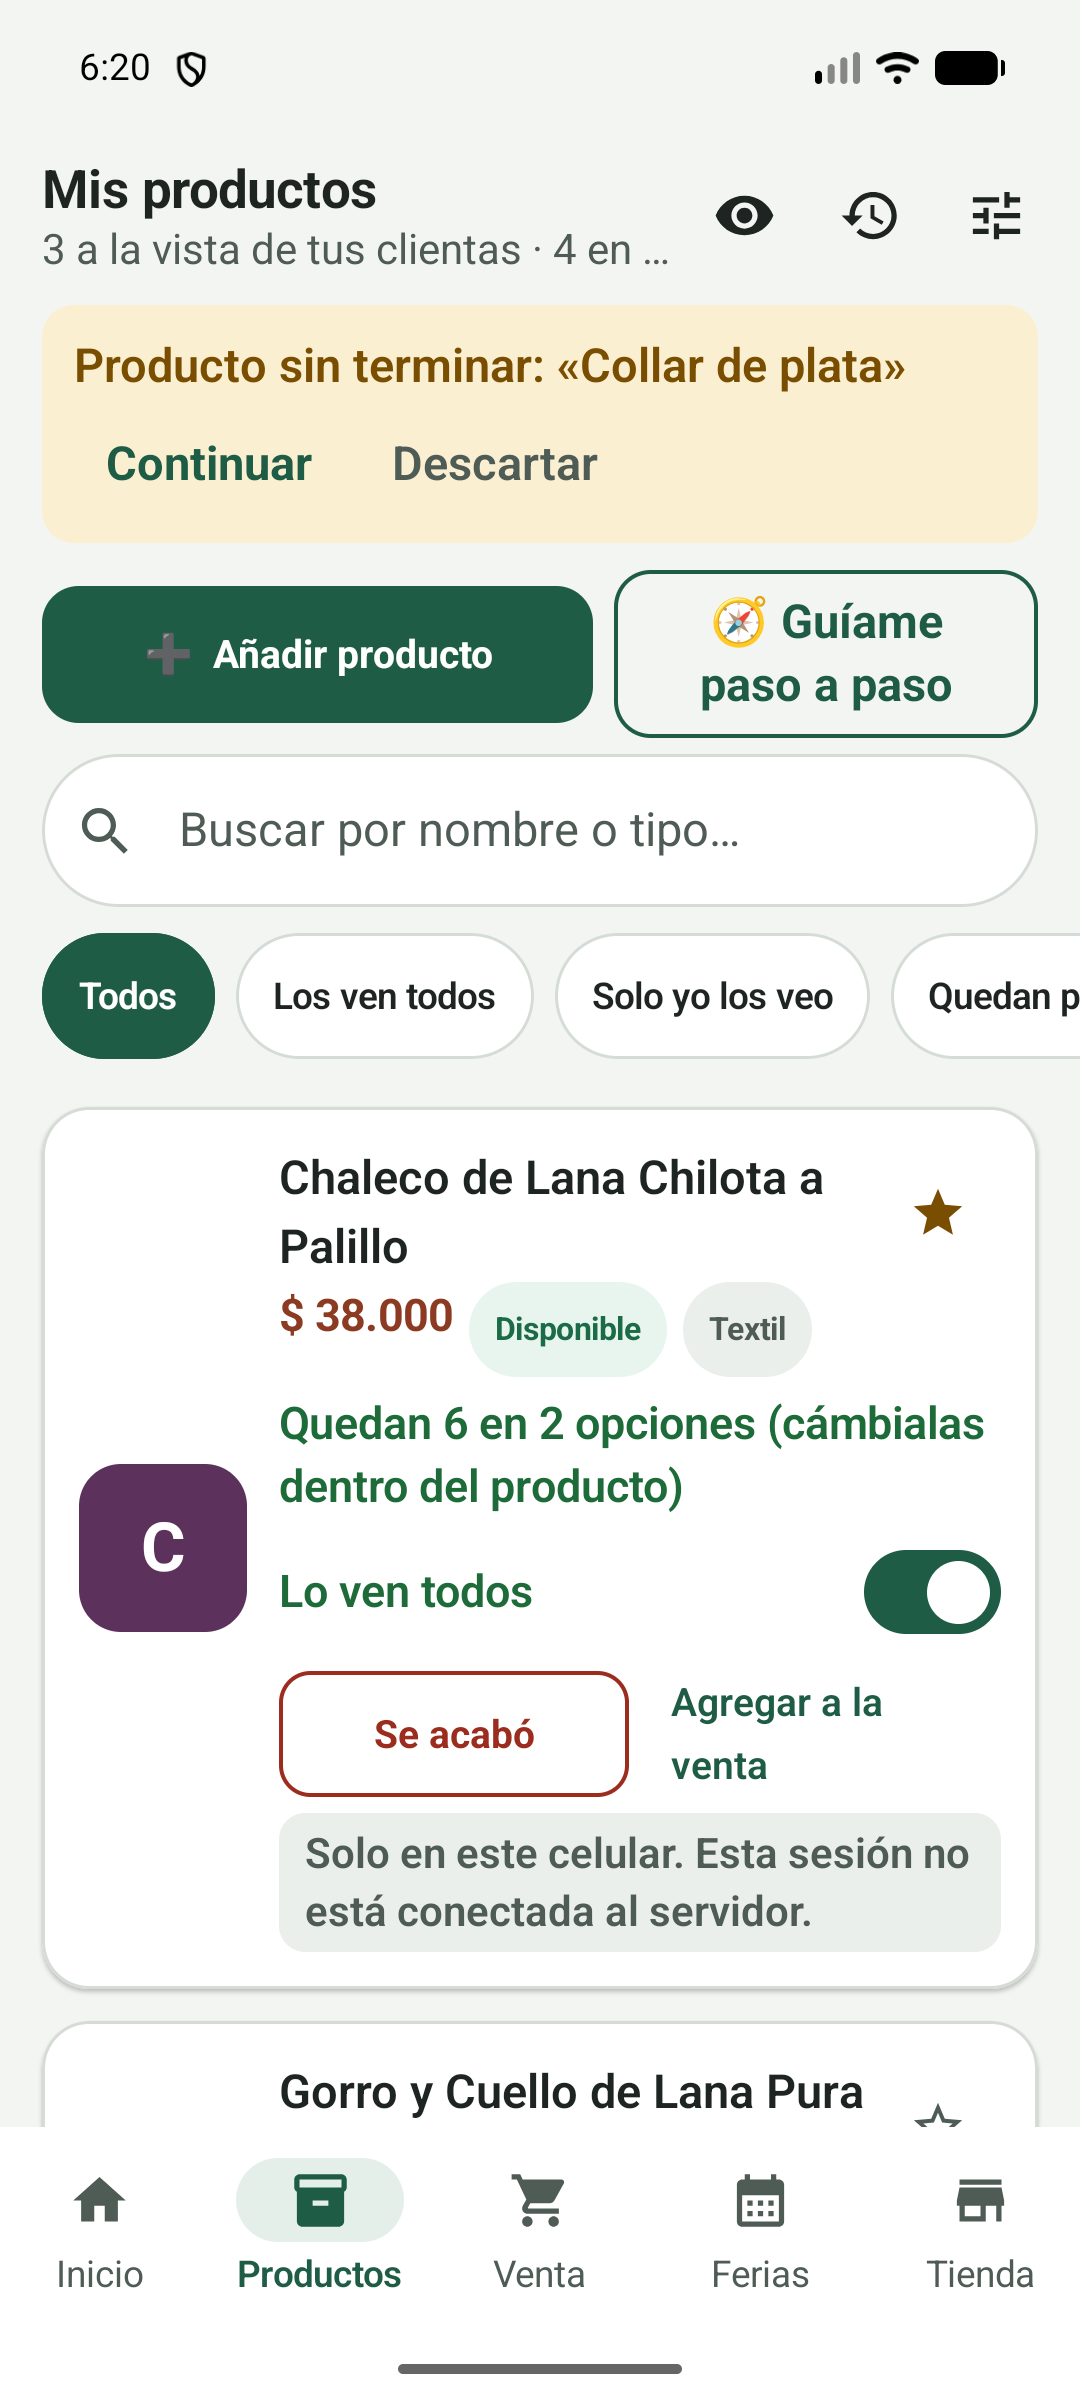 6:20
Mis productos
3 a la vista de tus clientas · 4 en ...
Producto sin terminar: «Collar de plata»
Continuar
Descartar
➕ Añadir producto
🧭 Guíame
paso a paso
Buscar por nombre o tipo...
Todos
Los ven todos
Solo yo los veo
Quedan p
Chaleco de Lana Chilota a
Palillo
$ 38.000
Disponible
Textil
Quedan 6 en 2 opciones (cámbialas
dentro del producto)
C
Lo ven todos
Se acabó
Agregar a la
venta
Solo en este celular. Esta sesión no
está conectada al servidor.
Gorro y Cuello de Lana Pura
Inicio
Productos
Venta
Ferias
Tienda